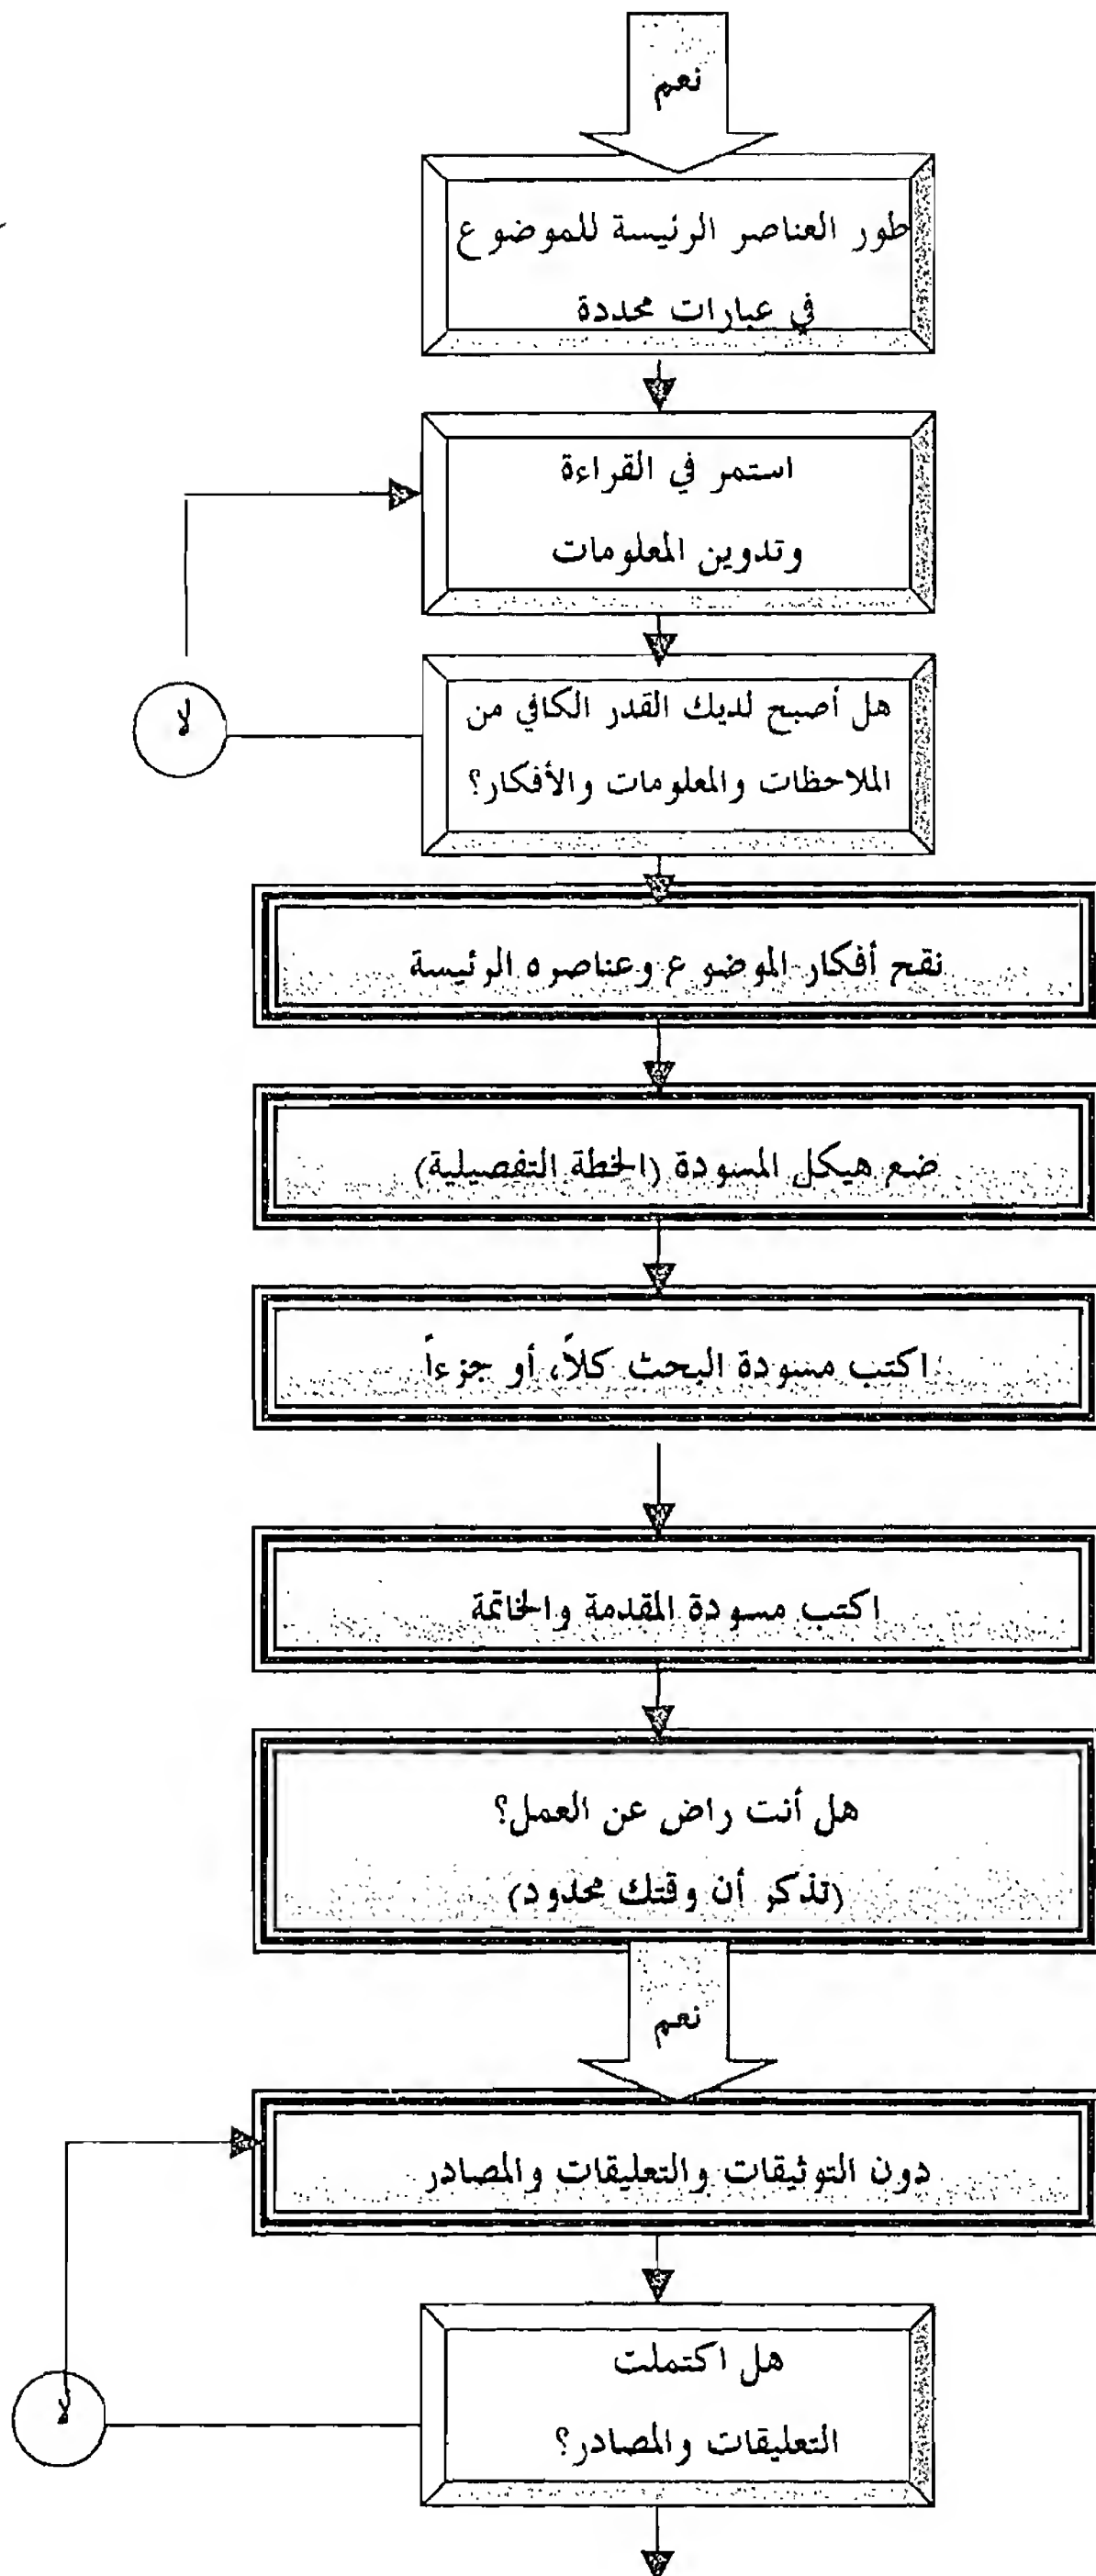 نعم
طور العناصر الرئيسة للموضوع
في عبارات محددة
استمر في القراءة
وتدوين المعلومات
هل أصبح لديك القدر الكافي من
الملاحظات والمعلومات والأفكار؟
لا
نقح أفكار الموضوع وعناصره الرئيسة
ضع هيكل المسودة (الخطة التفصيلية)
اكتب مسودة البحث كلاً، أو جزءاً
اكتب مسودة المقدمة والخاتمة
هل أنت راض عن العمل؟
(تذكر أن وقتك محدود)
نعم
دون التوثيقات والتعليقات والمصادر
هل اكتملت
التعليقات والمصادر؟
لا